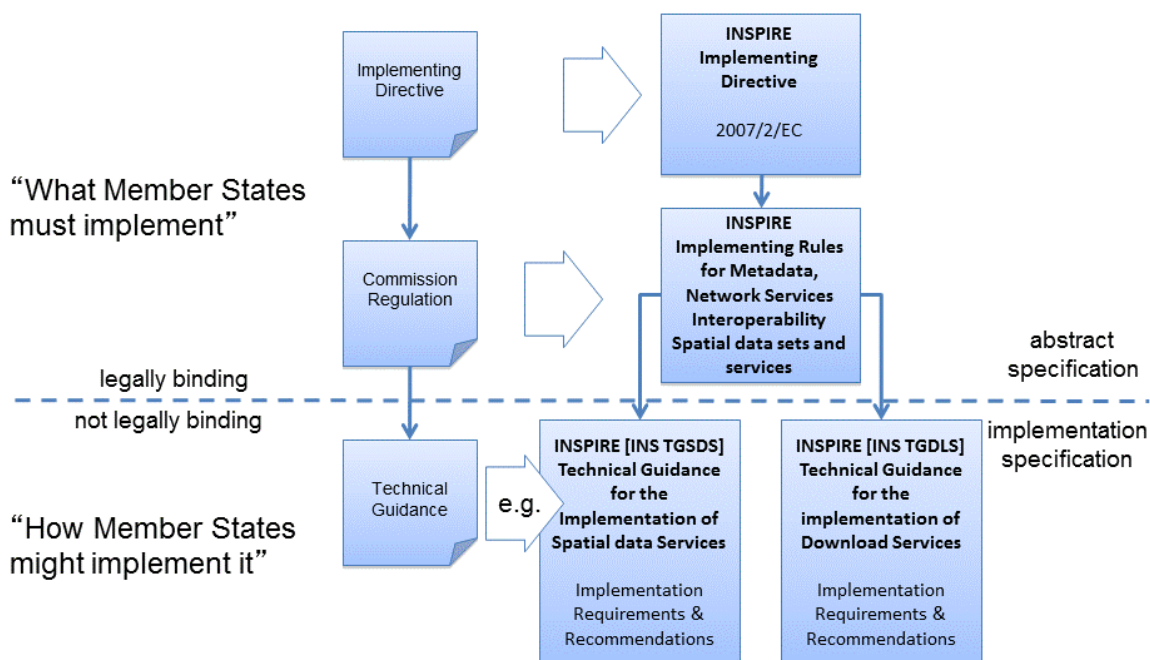 Implementing
Directive
INSPIRE
Implementing
Directive
2007/2/EC
“What Member States
must implement”
Commission
Regulation
INSPIRE
Implementing Rules
for Metadata,
Network Services
Interoperability
Spatial data sets and
services
abstract
specification
legally binding
not legally binding
implementation
specification
“How Member States
might implement it”
Technical
Guidance
e.g.
INSPIRE [INS TGSDS]
Technical Guidance
for the
Implementation of
Spatial data Services
Implementation
Requirements &
Recommendations
INSPIRE [INS TGDLS]
Technical Guidance
for the
implementation of
Download Services
Implementation
Requirements &
Recommendations